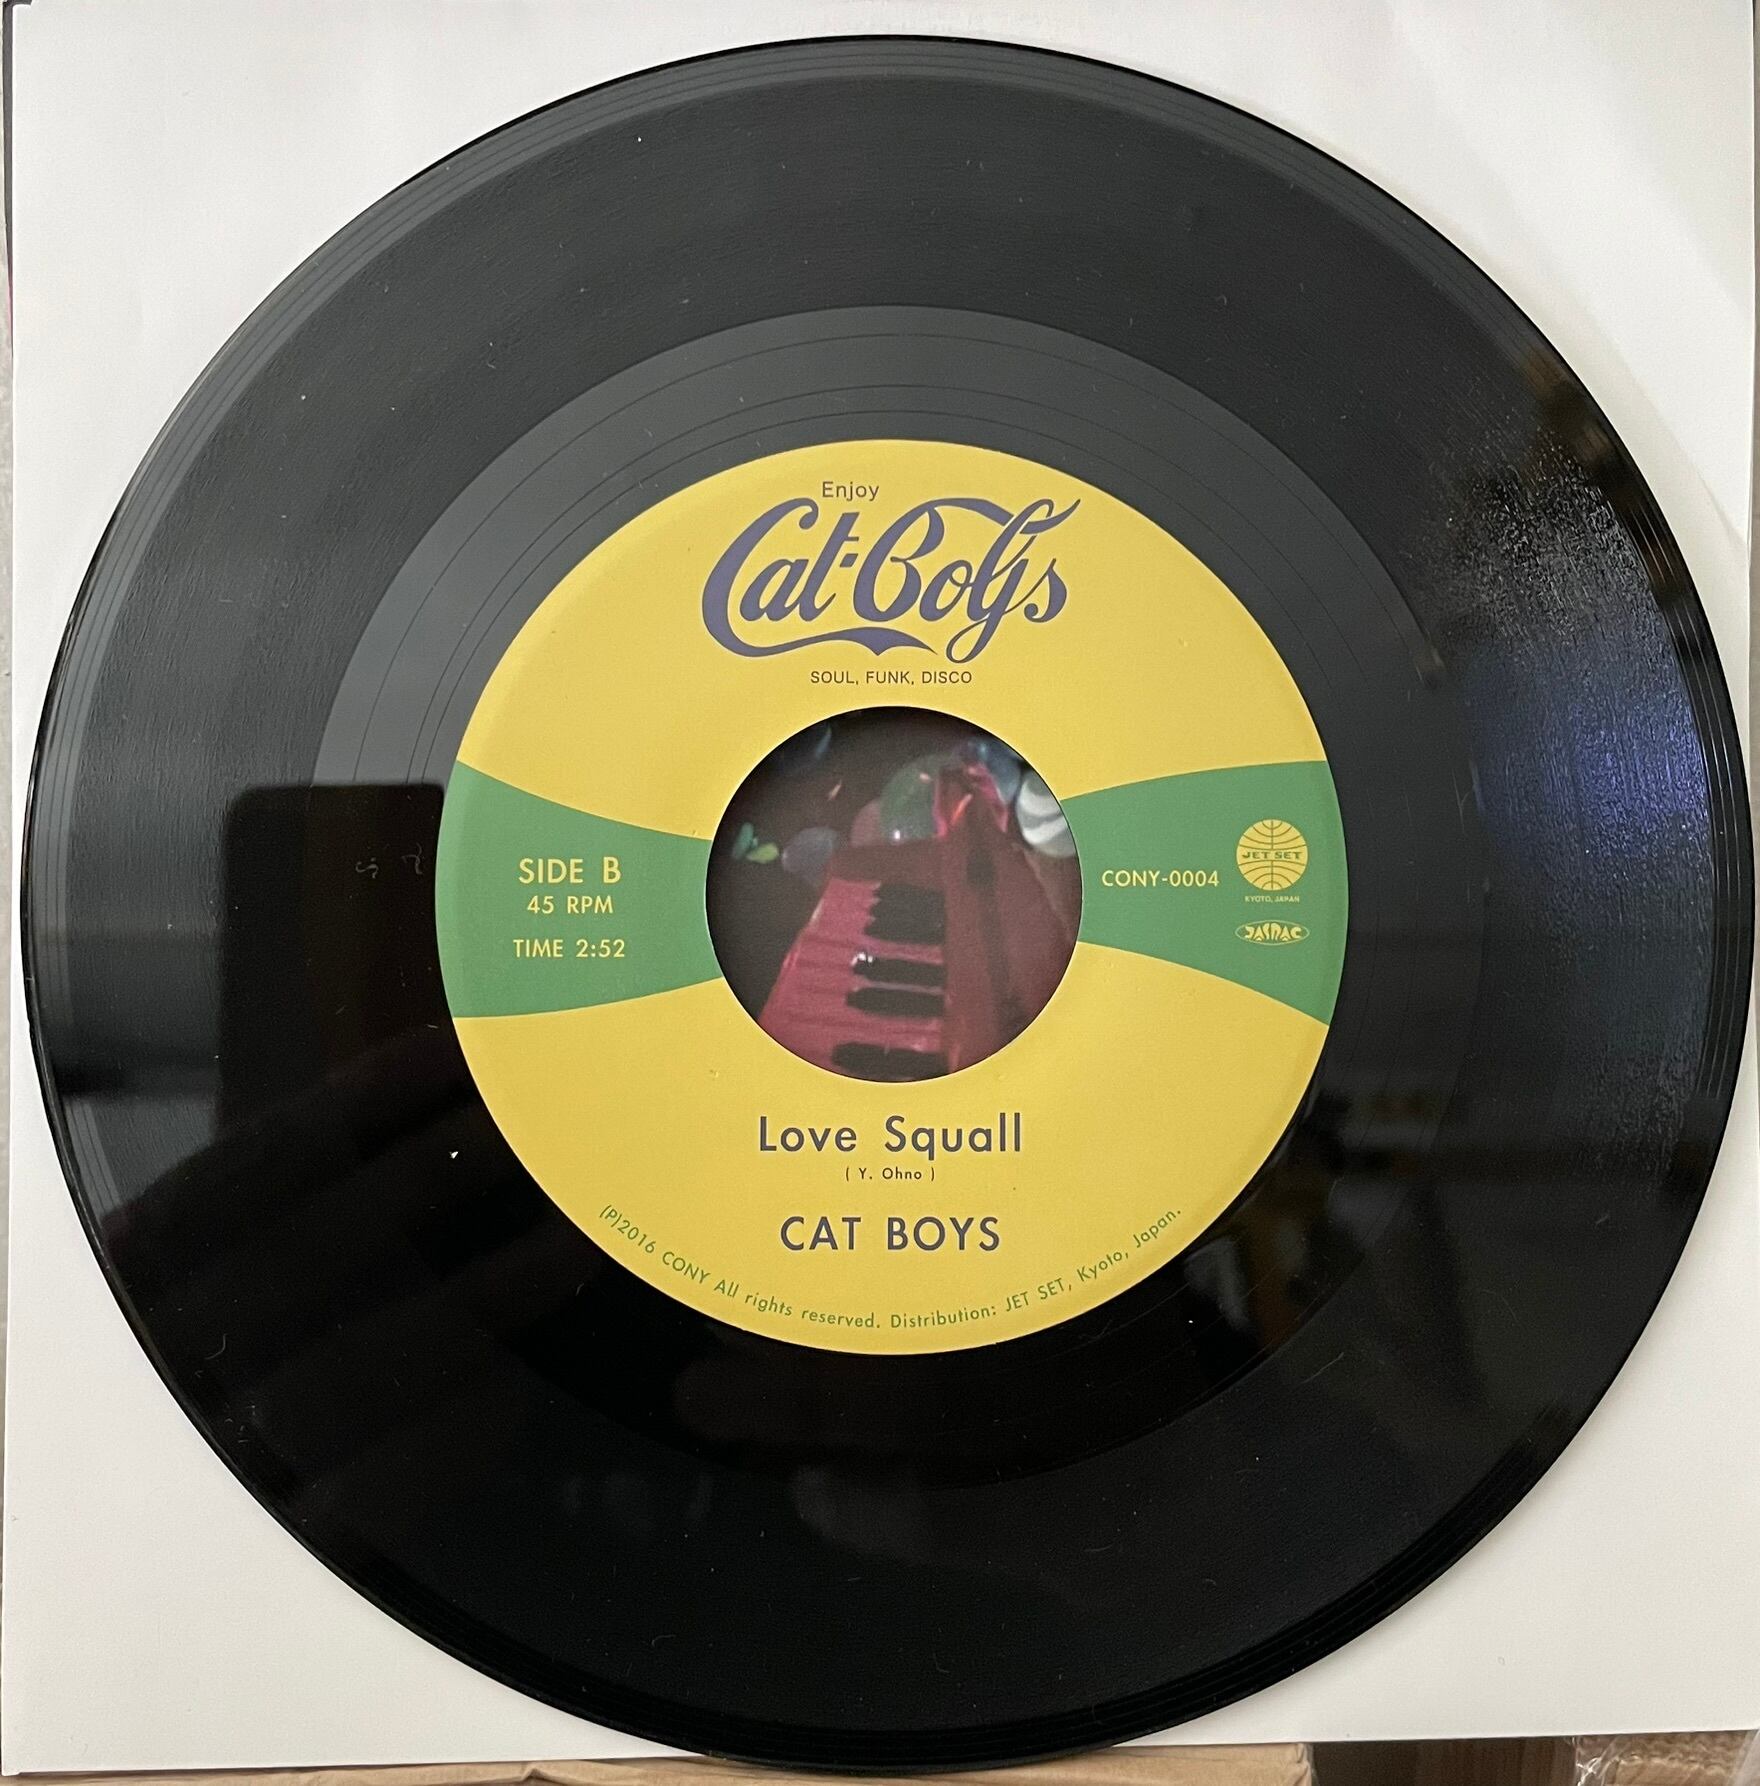 Enjoy
Cat-Boys
SOUL, FUNK, DISCO
SIDE B
45 RPM
TIME 2:52
CONY-0004
JET SET
KYOTO, JAPAN
JASRAC
Love Squall
( Y. Ohno )
CAT BOYS
(P)2016 CONY All rights reserved. Distribution: JET SET, Kyoto, Japan.